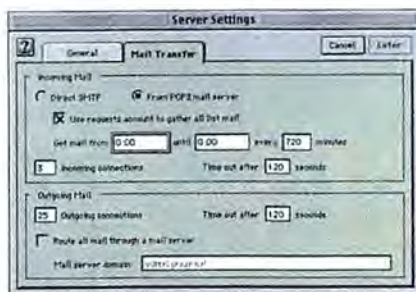 Server Settings
?
General
Mail Transfer
Cancel
Enter
Incoming Mail
Direct SMTP
From POP3 mail server
Use requests account to gather all list mail
Get mail from 0:00 until 0:00 every 720 minutes
Incoming connections
Time out after 120 seconds
Outgoing Mail
25 Outgoing connections
Time out after 120 seconds
Route all mail through a mail server
Mail server domain: